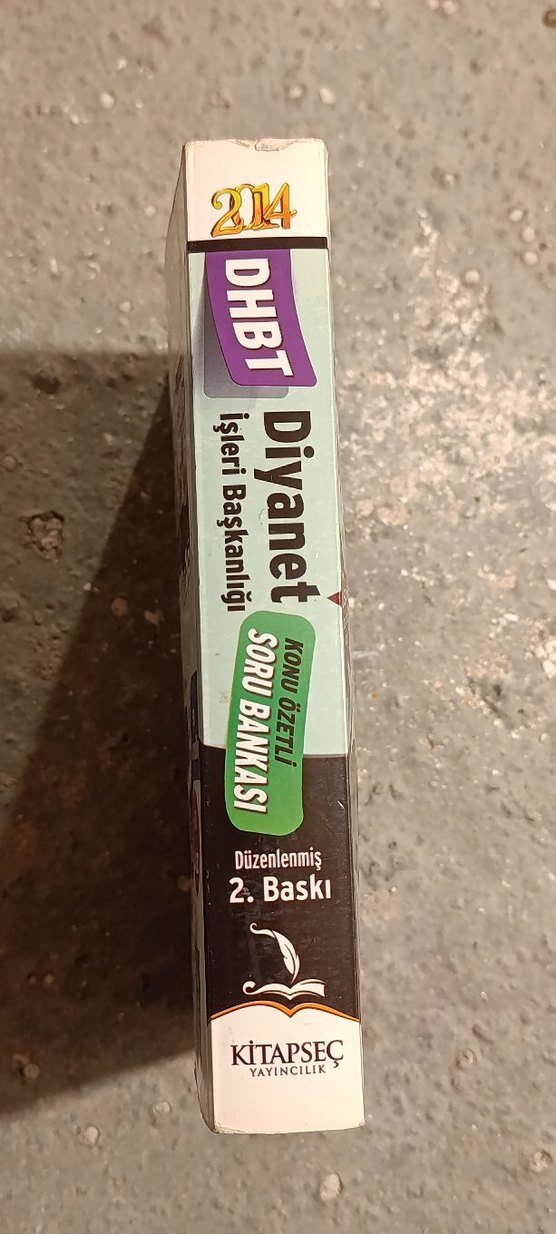 2014
DHBT
Diyanet
İşleri Başkanlığı
KONU ÖZETLİ
SORU BANKASI
Düzenlenmiş
2. Baskı
KİTAPSEÇ
YAYINCILIK